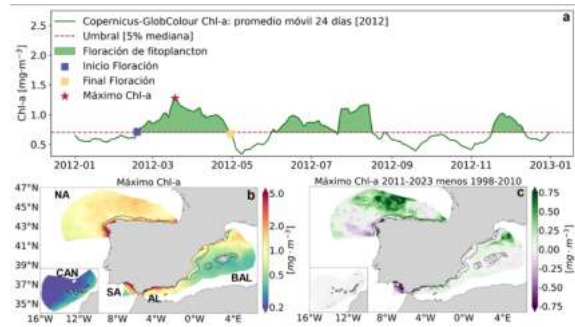 Copernicus-GlobColour Chl-a: promedio móvil 24 días [2012]
Umbral [5% mediana]
Floración de fitoplancton
Inicio Floración
Final Floración
Máximo Chl-a
a
Chl-a [mg·m⁻³]
2.5
2.0
1.5
1.0
0.5
2012-01 2012-03 2012-05 2012-07 2012-09 2012-11 2013-01
Máximo Chl-a
47°N
45°N
43°N
41°N
39°N
37°N
35°N
NA
b
CAN
SA
AL
BAL
16°W 12°W 8°W 4°W 0° 4°E
5.0
2.0
1.0
0.5
0.2
[mg·m⁻³]
Máximo Chl-a 2011-2023 menos 1998-2010
c
16°W 12°W 8°W 4°W 0° 4°E
0.75
0.50
0.25
0.00
-0.25
-0.50
-0.75
[mg·m⁻³]